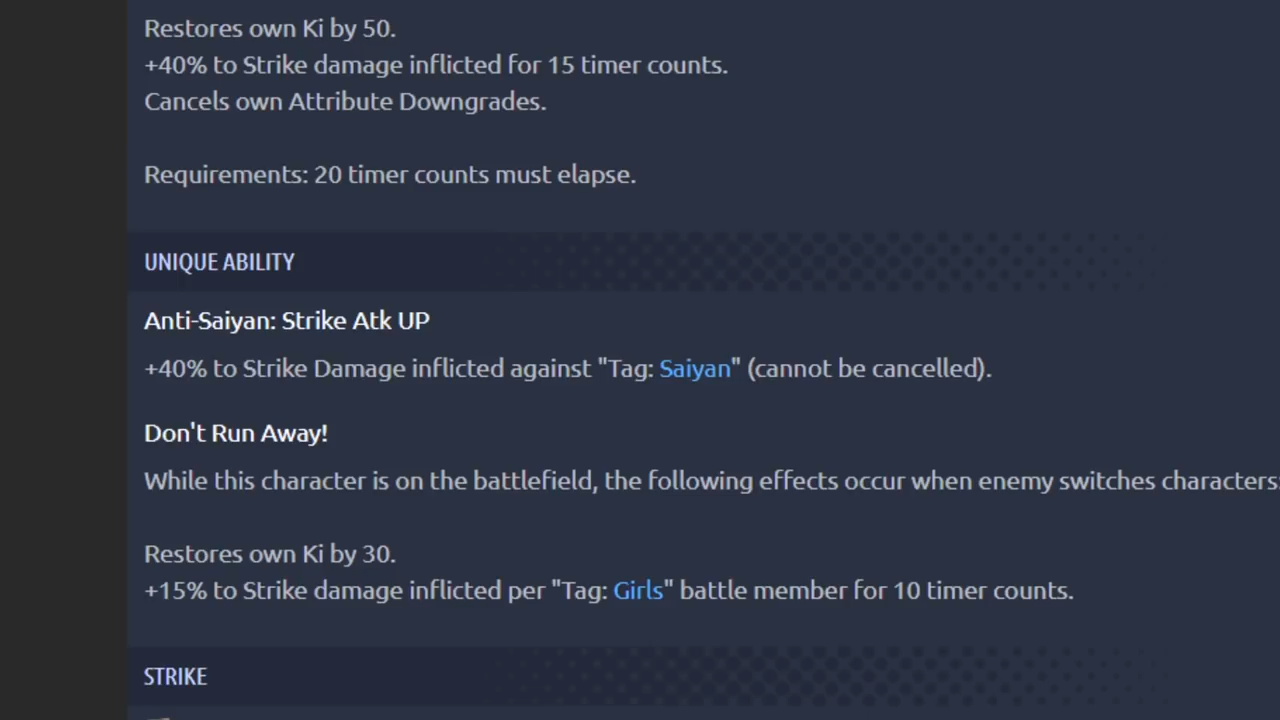 Restores own Ki by 50.
+40% to Strike damage inflicted for 15 timer counts.
Cancels own Attribute Downgrades.
Requirements: 20 timer counts must elapse.
UNIQUE ABILITY
Anti-Saiyan: Strike Atk UP
+40% to Strike Damage inflicted against "Tag: Saiyan" (cannot be cancelled).
Don't Run Away!
While this character is on the battlefield, the following effects occur when enemy switches characters:
Restores own Ki by 30.
+15% to Strike damage inflicted per "Tag: Girls" battle member for 10 timer counts.
STRIKE